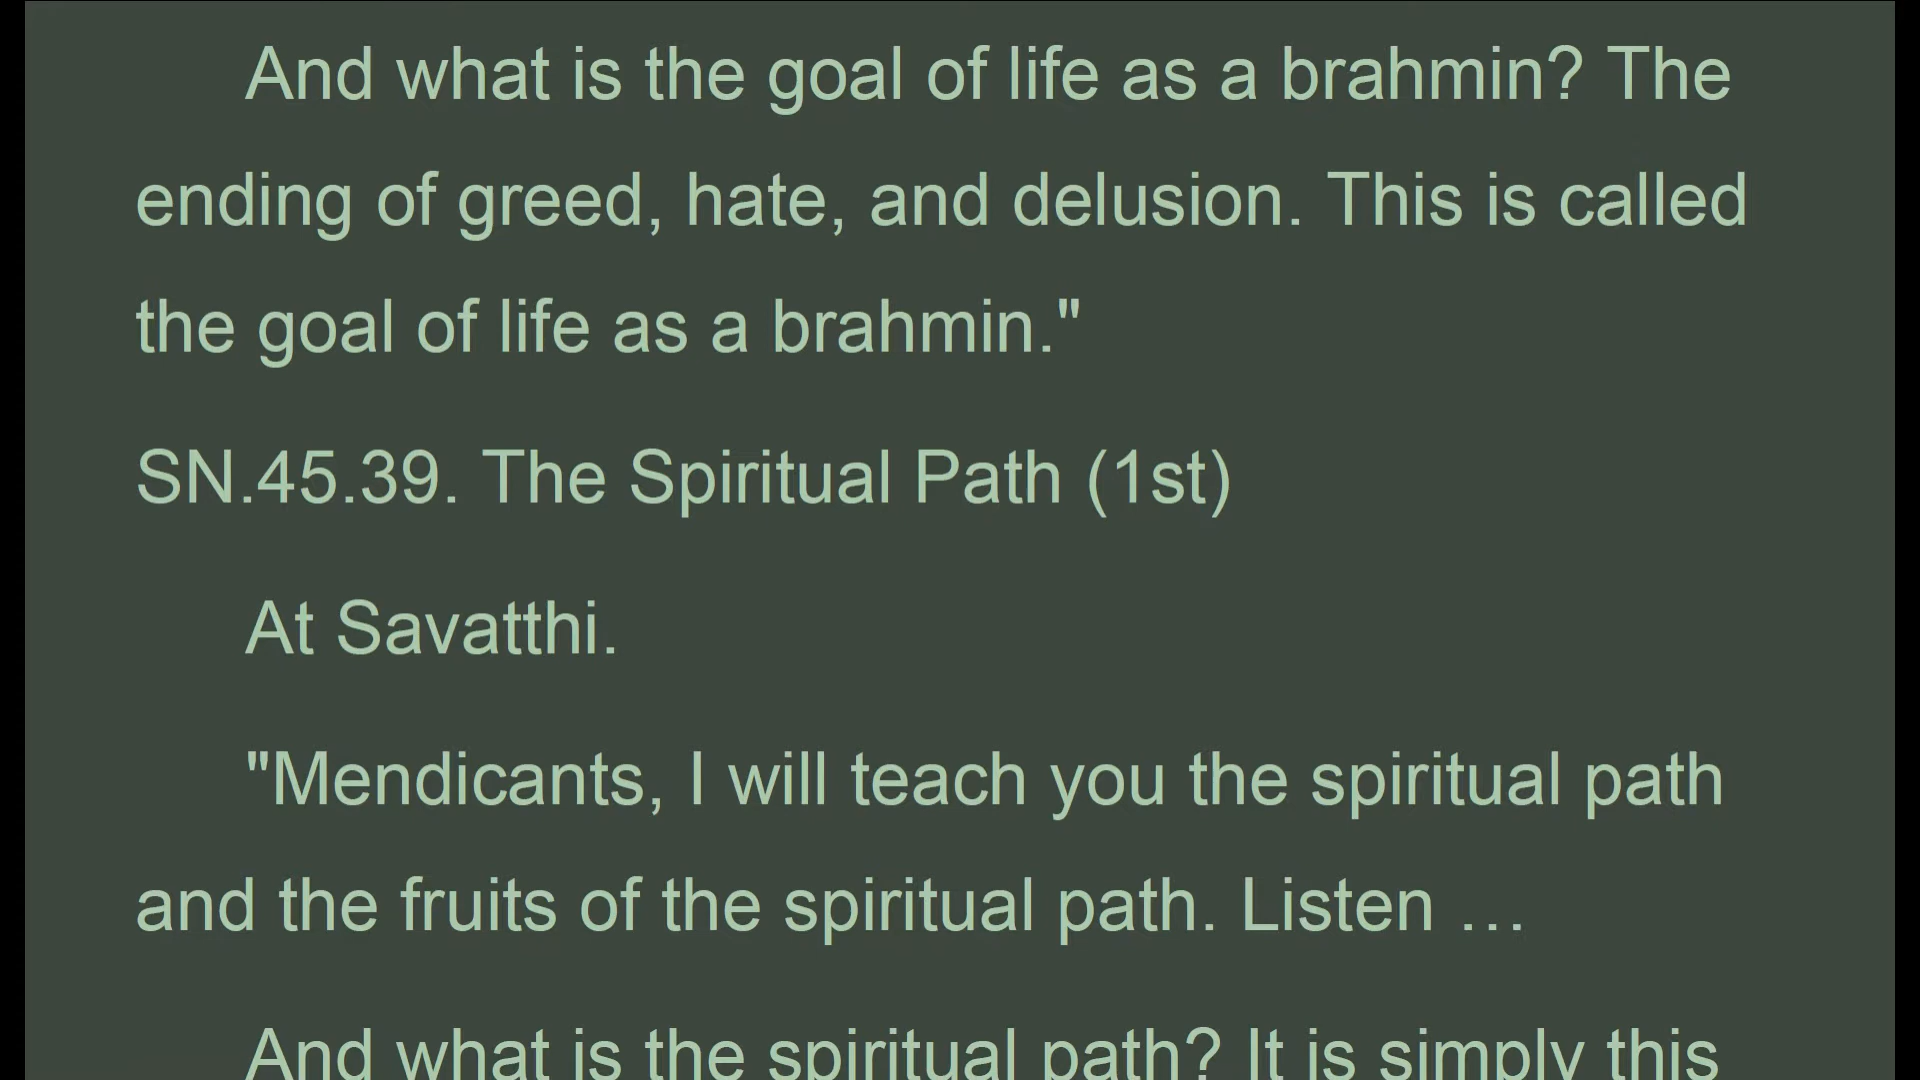 And what is the goal of life as a brahmin? The
ending of greed, hate, and delusion. This is called
the goal of life as a brahmin."
SN.45.39. The Spiritual Path (1st)
At Savatthi.
"Mendicants, I will teach you the spiritual path
and the fruits of the spiritual path. Listen …
And what is the spiritual path? It is simply this